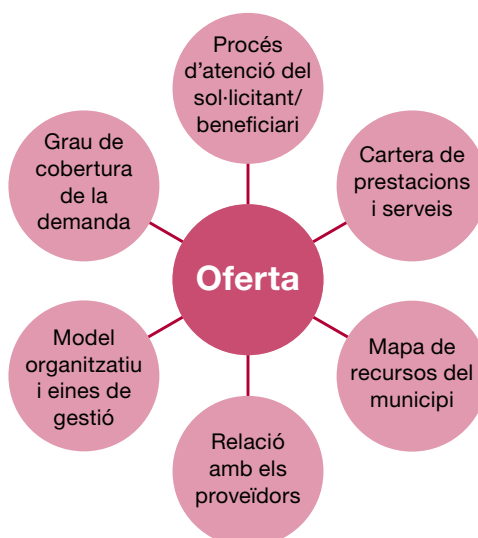 Procés
d'atenció del
sol·licitant/
beneficiari
Grau de
cobertura
de la
demanda
Cartera de
prestacions
i serveis
Oferta
Model
organitzatiu
i eines de
gestió
Mapa de
recursos del
municipi
Relació
amb els
proveïdors